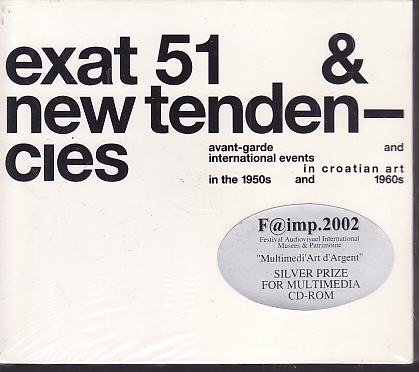 exat 51 &
new tenden—
cies
avant-garde and
international events
in croatian art
in the 1950s and 1960s
F@imp.2002
Festival Audiovisuel International
Musées & Patrimoine
"Multimedi'Art d'Argent"
SILVER PRIZE
FOR MULTIMEDIA
CD-ROM